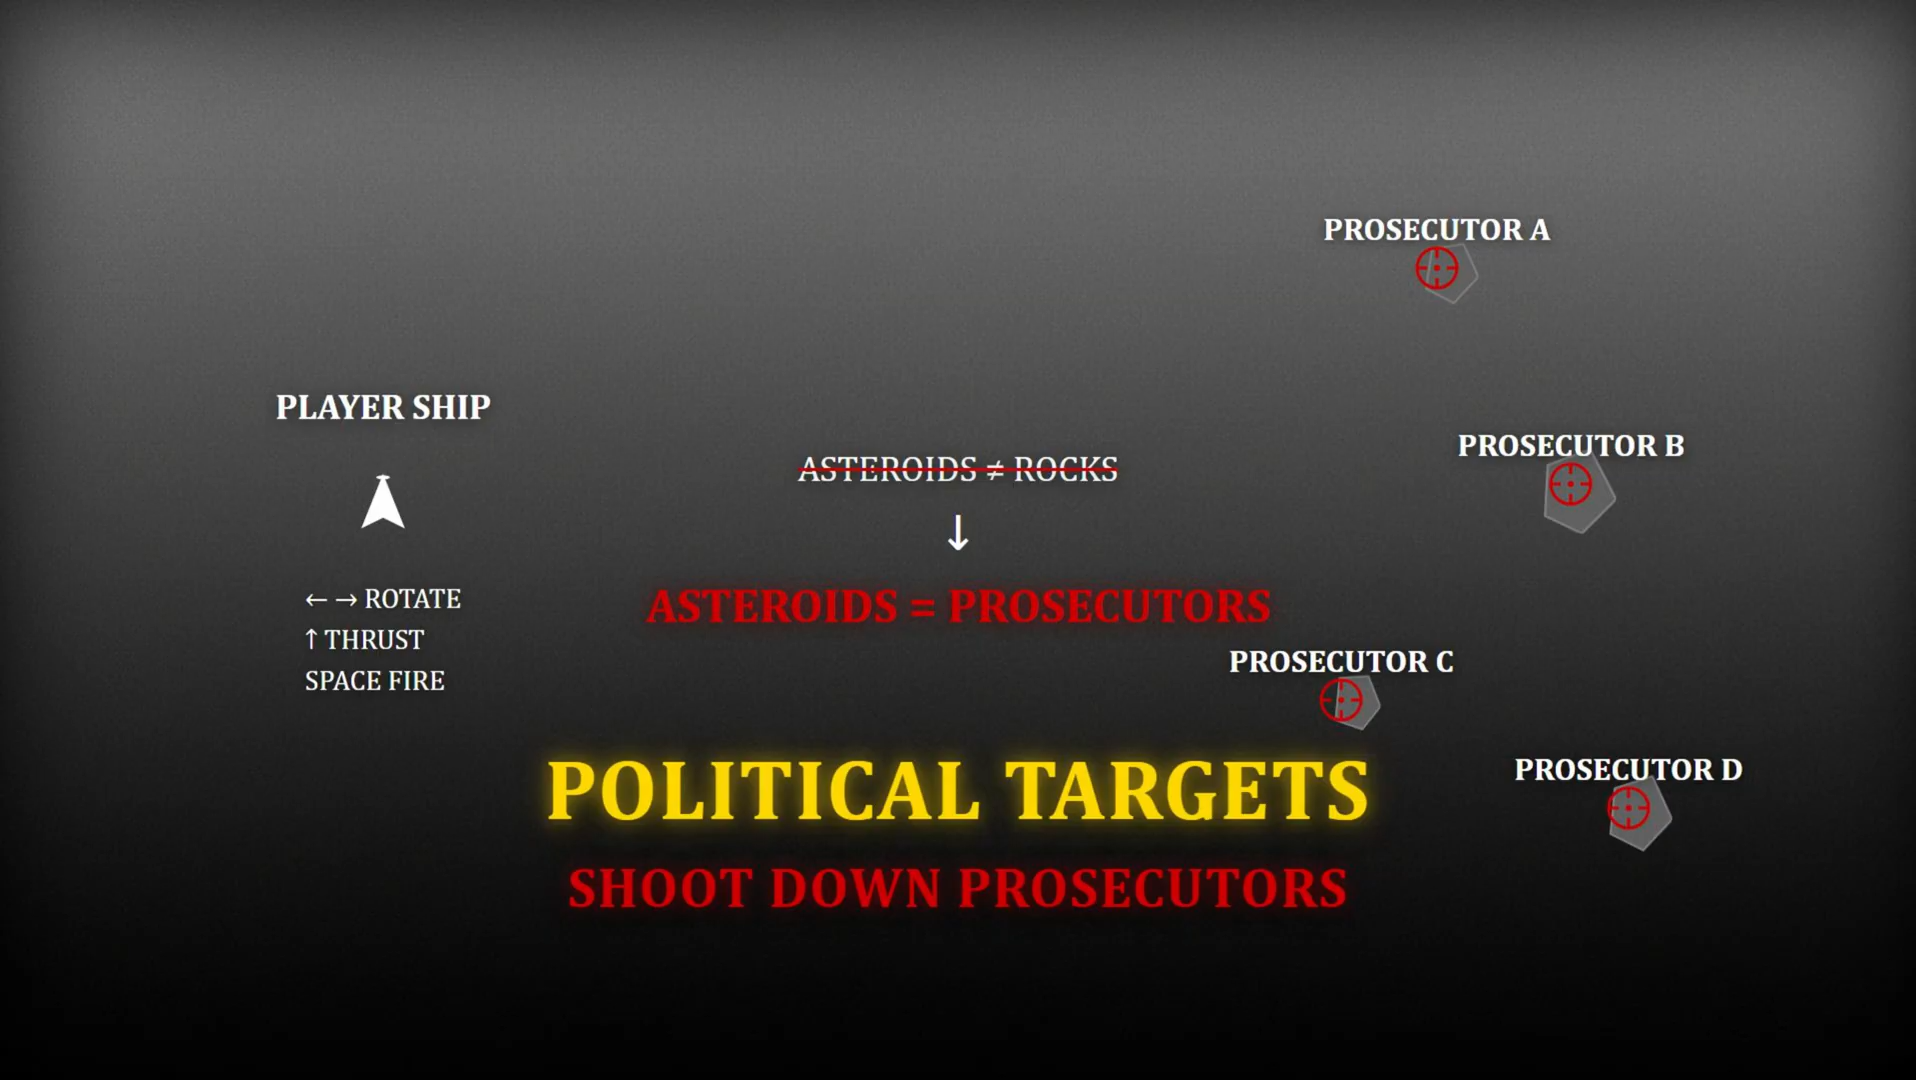 PROSECUTOR A
PLAYER SHIP
PROSECUTOR B
ASTEROIDS ≠ ROCKS
↓
← → ROTATE
ASTEROIDS = PROSECUTORS
↑ THRUST
SPACE FIRE
PROSECUTOR C
POLITICAL TARGETS
PROSECUTOR D
SHOOT DOWN PROSECUTORS